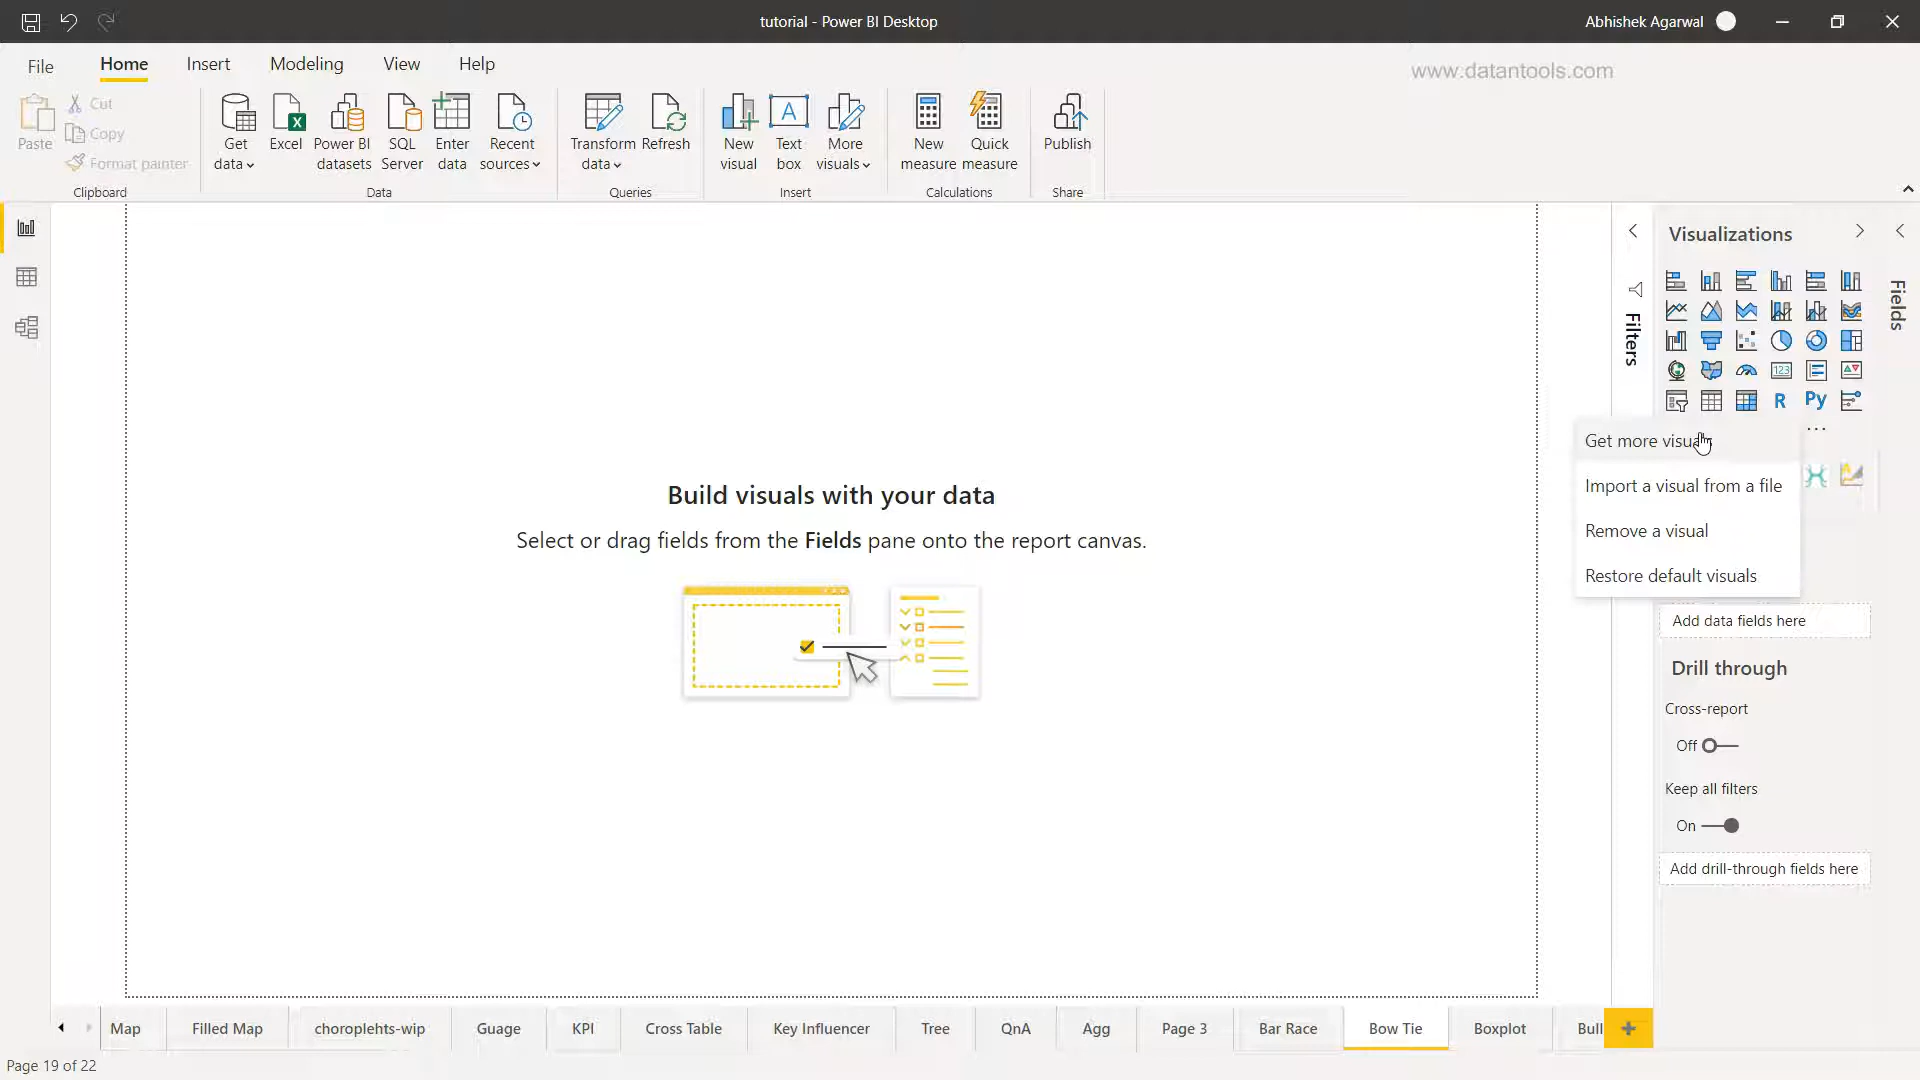 tutorial - Power BI Desktop
Abhishek Agarwal
File
Home
Insert
Modeling
View
Help
www.datantools.com
Paste
Cut
Copy
Format painter
Clipboard
Get data
Excel
Power BI datasets
SQL Server
Enter data
Recent sources
Data
Transform data
Refresh
Queries
New visual
Text box
More visuals
Insert
New measure
Quick measure
Calculations
Publish
Share
Build visuals with your data
Select or drag fields from the Fields pane onto the report canvas.
Filters
Visualizations
Fields
123
R
Py
...
Get more visuals
Import a visual from a file
Remove a visual
Restore default visuals
Add data fields here
Drill through
Cross-report
Off
Keep all filters
On
Add drill-through fields here
Map
Filled Map
choroplehts-wip
Guage
KPI
Cross Table
Key Influencer
Tree
QnA
Agg
Page 3
Bar Race
Bow Tie
Boxplot
Bull
Page 19 of 22